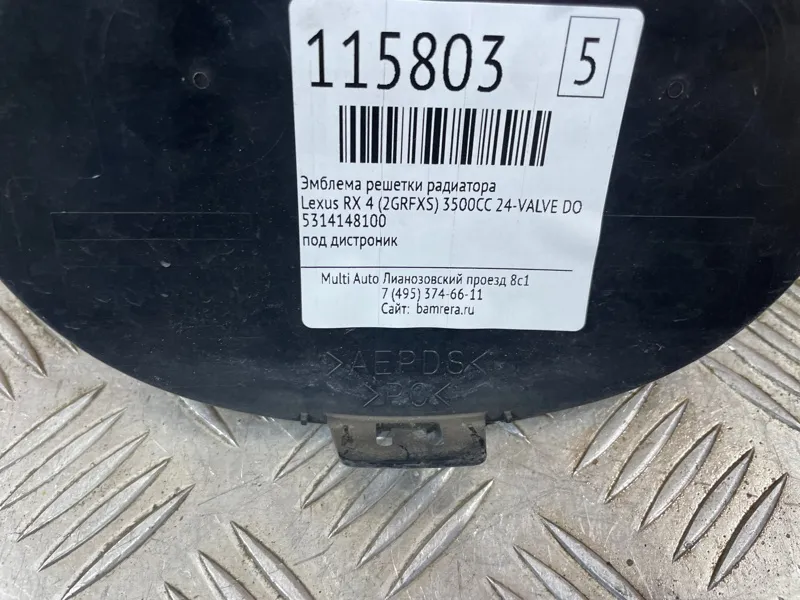 115803 5
Эмблема решетки радиатора
Lexus RX 4 (2GRFXS) 3500CC 24-VALVE DO
5314148100
под дистроник
Multi Auto Лианозовский проезд 8с1
7 (495) 374-66-11
Сайт: bamrera.ru
>AEPDS<
>PC<